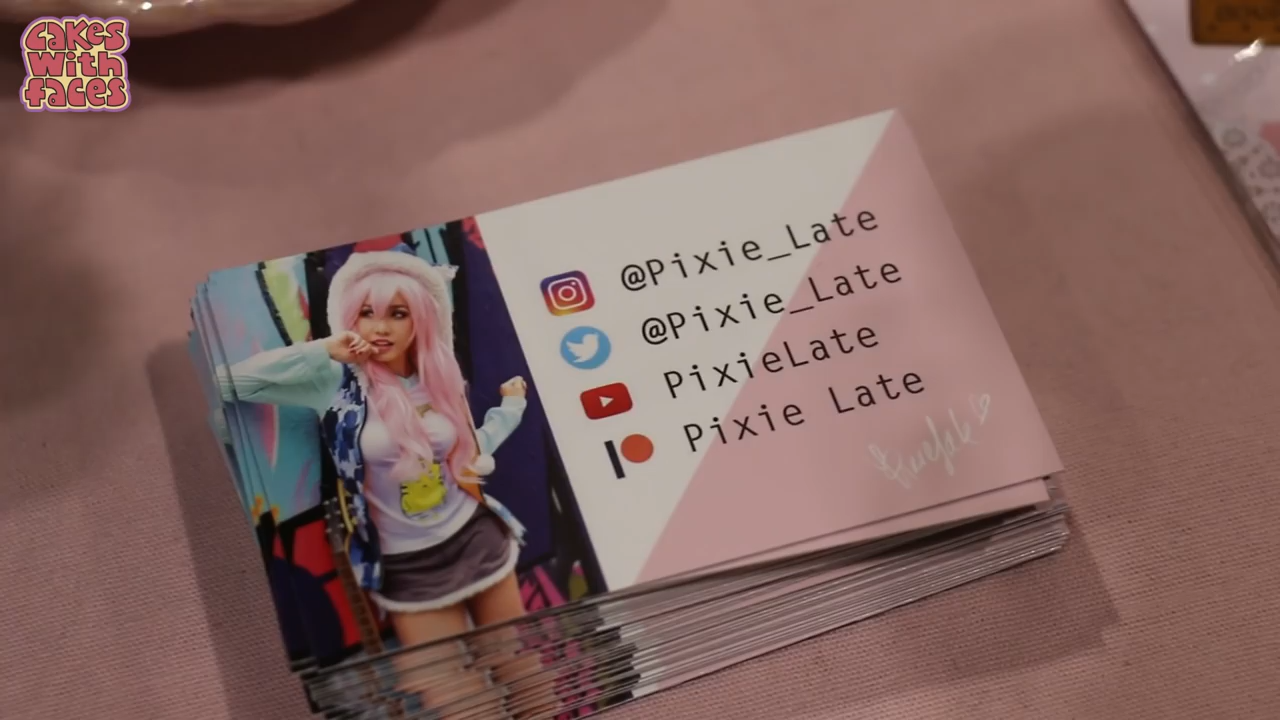 Cakes
With
faces
@Pixie_Late
@Pixie_Late
PixieLate
Pixie Late